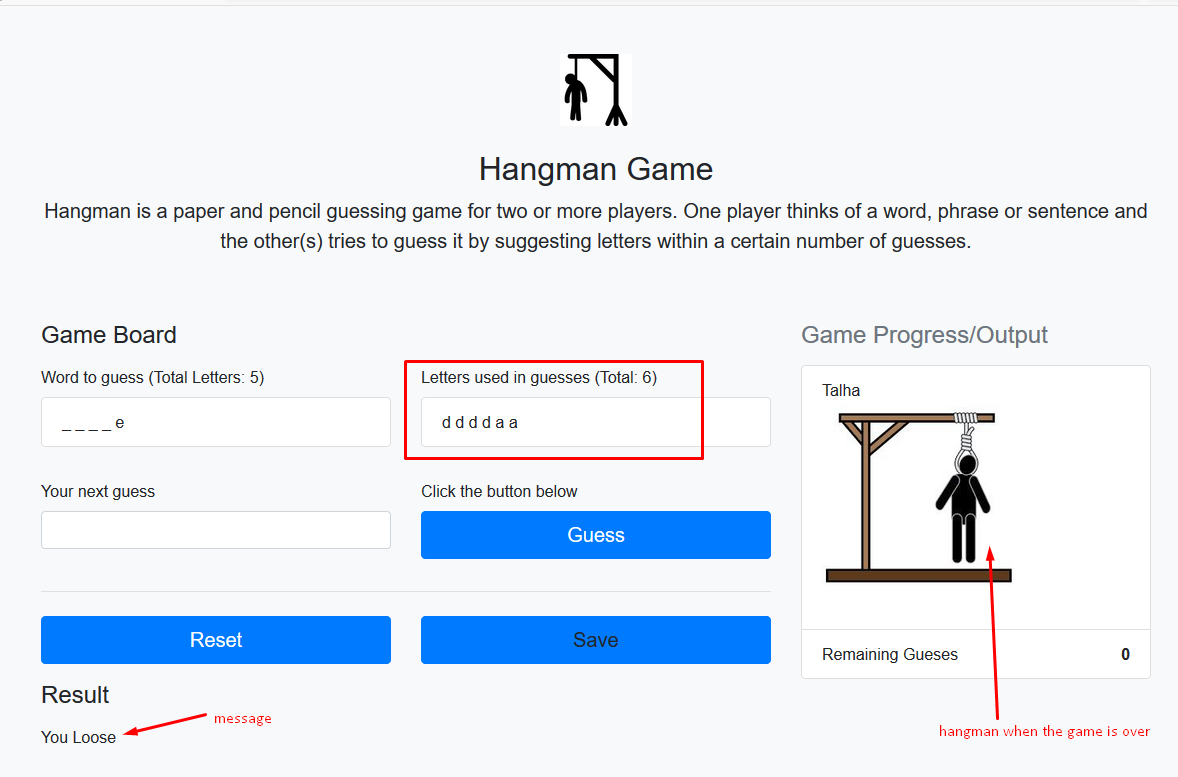 Hangman Game
Hangman is a paper and pencil guessing game for two or more players. One player thinks of a word, phrase or sentence and
the other(s) tries to guess it by suggesting letters within a certain number of guesses.
Game Board
Word to guess (Total Letters: 5)
_ _ _ _ e
Letters used in guesses (Total: 6)
d d d d a a
Your next guess
Click the button below
Guess
Reset
Save
Result
You Loose
message
Game Progress/Output
Talha
Remaining Gueses 0
hangman when the game is over